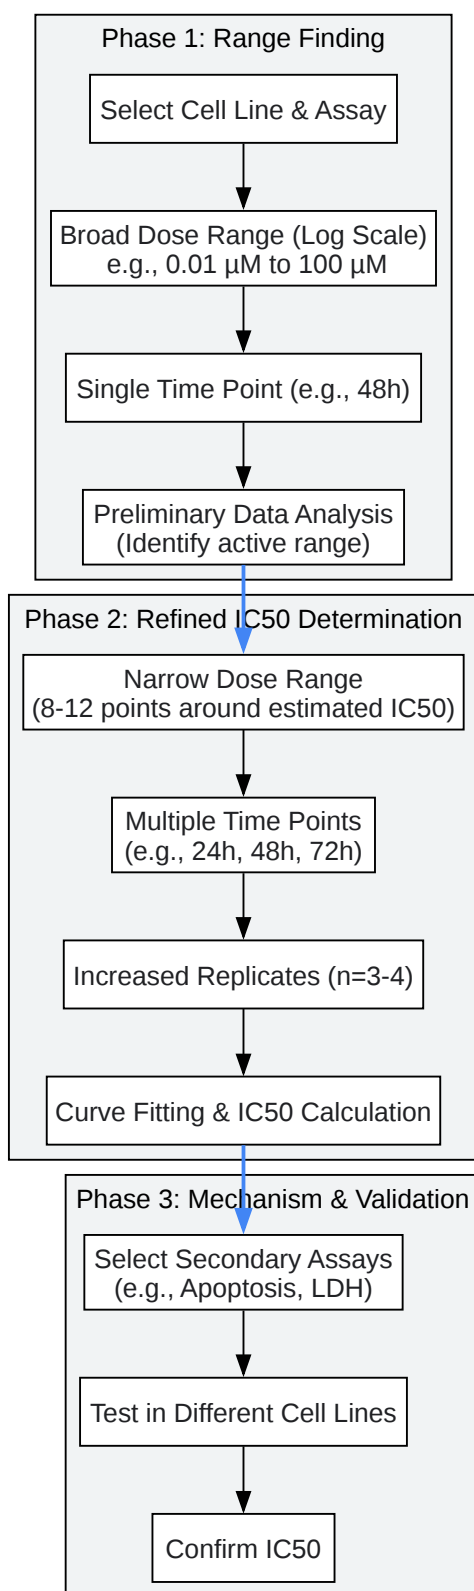 Phase 1: Range Finding
Select Cell Line & Assay
Broad Dose Range (Log Scale)
e.g., 0.01 µM to 100 µM
Single Time Point (e.g., 48h)
Preliminary Data Analysis
(Identify active range)
Phase 2: Refined IC50 Determination
Narrow Dose Range
(8-12 points around estimated IC50)
Multiple Time Points
(e.g., 24h, 48h, 72h)
Increased Replicates (n=3-4)
Curve Fitting & IC50 Calculation
Phase 3: Mechanism & Validation
Select Secondary Assays
(e.g., Apoptosis, LDH)
Test in Different Cell Lines
Confirm IC50